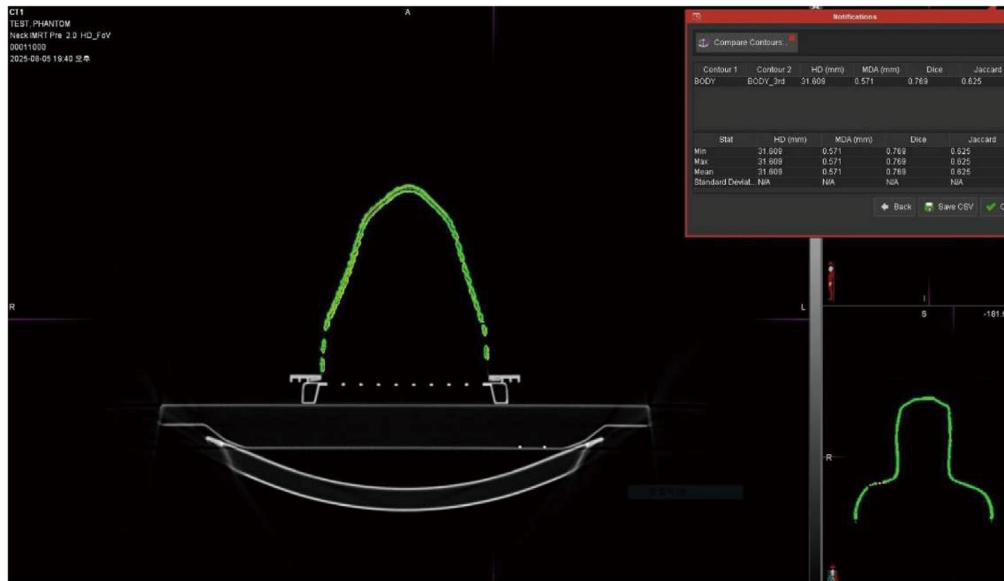 CT1
TEST, PHANTOM
Neck IMRT Pre 2.0 HD_FoV
00011000
2025-08-05 19:40 오후
A
R
L
Notifications
Compare Contours..
Contour 1 Contour 2 HD (mm) MDA (mm) Dice Jaccard
BODY BODY_3rd 31.609 0.571 0.769 0.625
Stat HD (mm) MDA (mm) Dice Jaccard
Min 31.609 0.571 0.769 0.625
Max 31.609 0.571 0.769 0.625
Mean 31.609 0.571 0.769 0.625
Standard Deviat.. N/A N/A N/A N/A
Back Save CSV
I
S
R